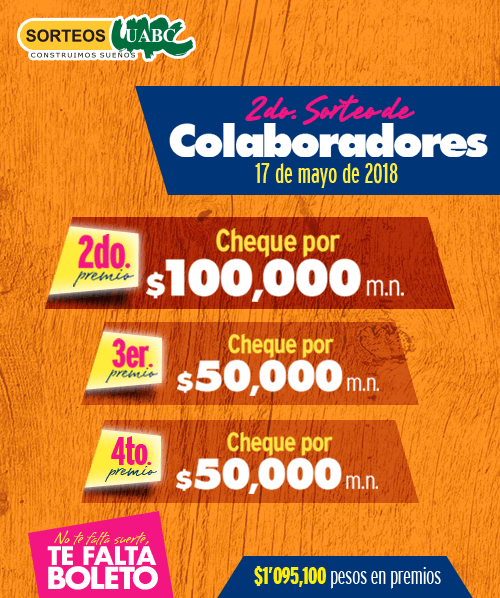 SORTEOS UABC
CONSTRUIMOS SUEÑOS
2do. Sorteo de
Colaboradores
17 de mayo de 2018
2do.
premio
Cheque por
$100,000 m.n.
3er.
premio
Cheque por
$50,000 m.n.
4to.
premio
Cheque por
$50,000 m.n.
No te falta suerte,
TE FALTA
BOLETO
$1'095,100 pesos en premios